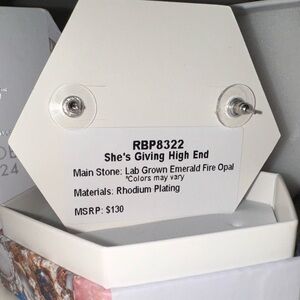 RBP8322
She's Giving High End
Main Stone: Lab Grown Emerald Fire Opal
*Colors may vary
Materials: Rhodium Plating
MSRP: $130
24